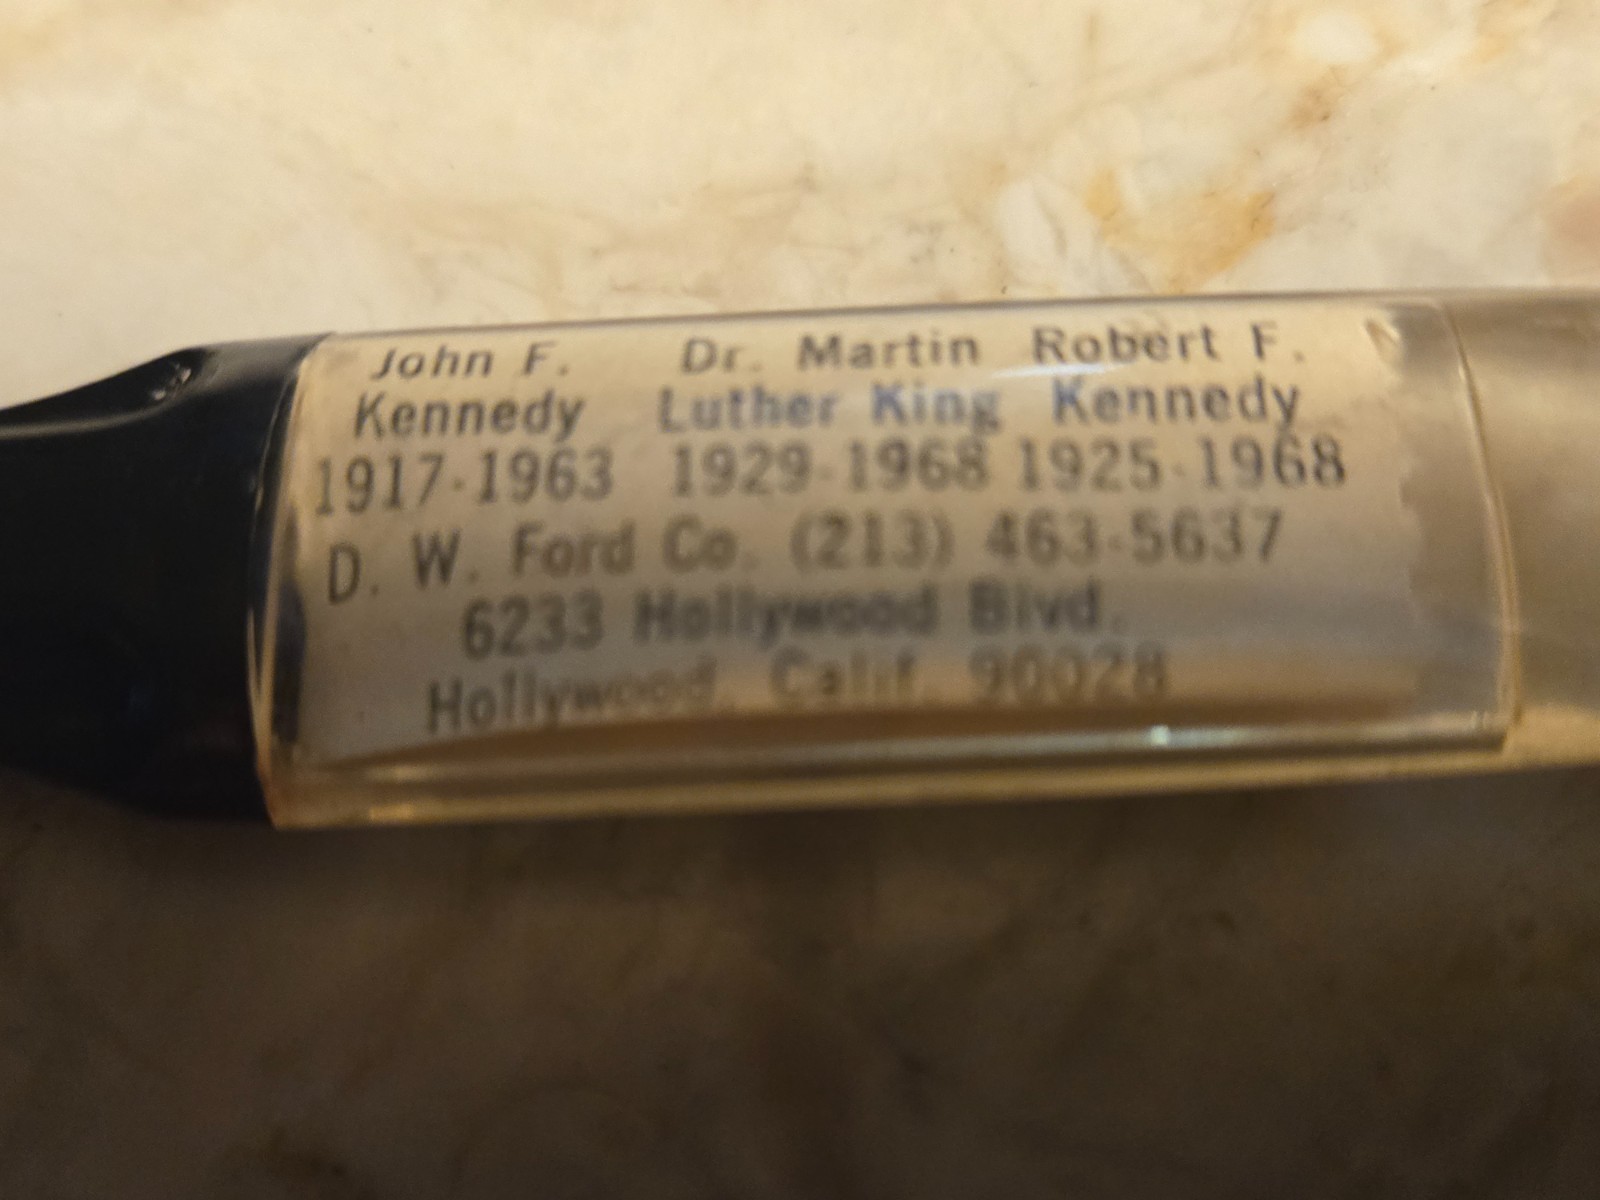 John F. Dr. Martin Robert F.
Kennedy Luther King Kennedy
1917-1963 1929-1968 1925-1968
D. W. Ford Co. (213) 463-5637
6233 Hollywood Blvd.
Hollywood, Calif. 90028